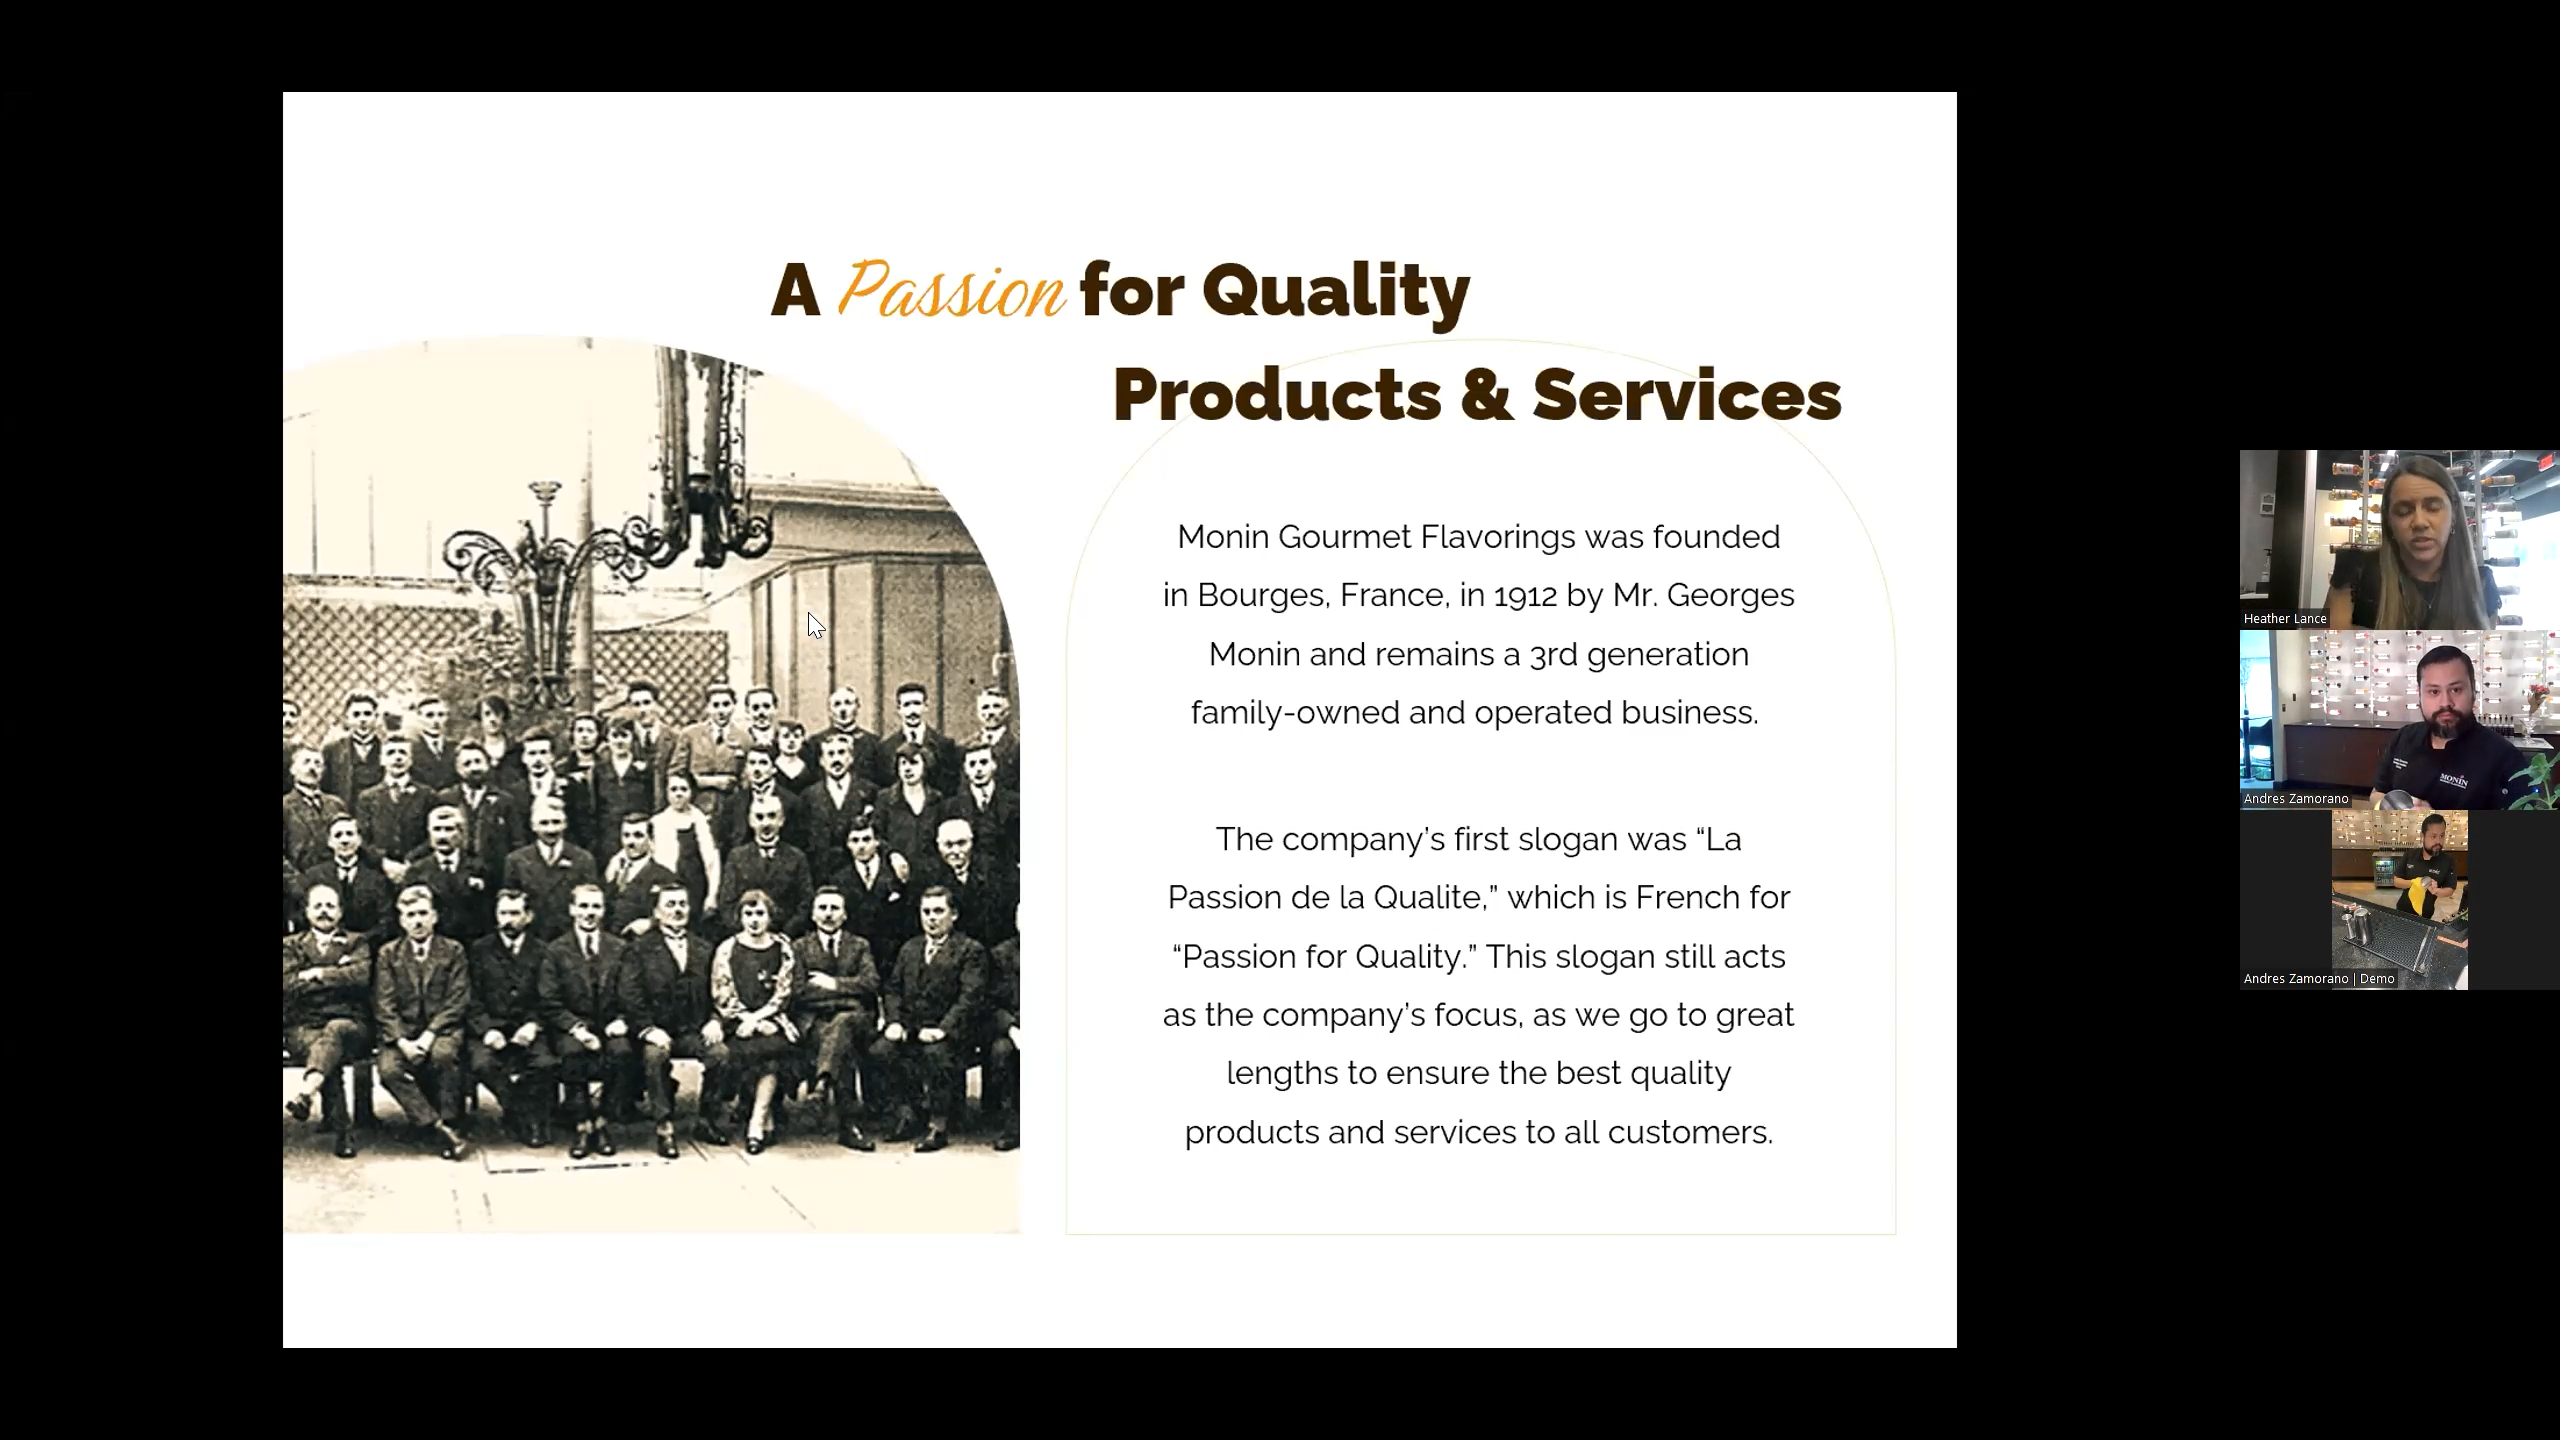 A Passion for Quality
Products & Services
Monin Gourmet Flavorings was founded
in Bourges, France, in 1912 by Mr. Georges
Monin and remains a 3rd generation
family-owned and operated business.
The company's first slogan was “La
Passion de la Qualite,” which is French for
“Passion for Quality.” This slogan still acts
as the company's focus, as we go to great
lengths to ensure the best quality
products and services to all customers.
Heather Lance
MONIN
Andres Zamorano
Andres Zamorano | Demo